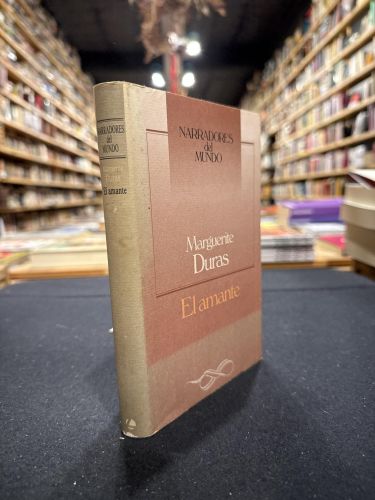 NARRADORES
del
MUNDO
El amante
NARRADORES
del
MUNDO
Marguerite
Duras
El amante